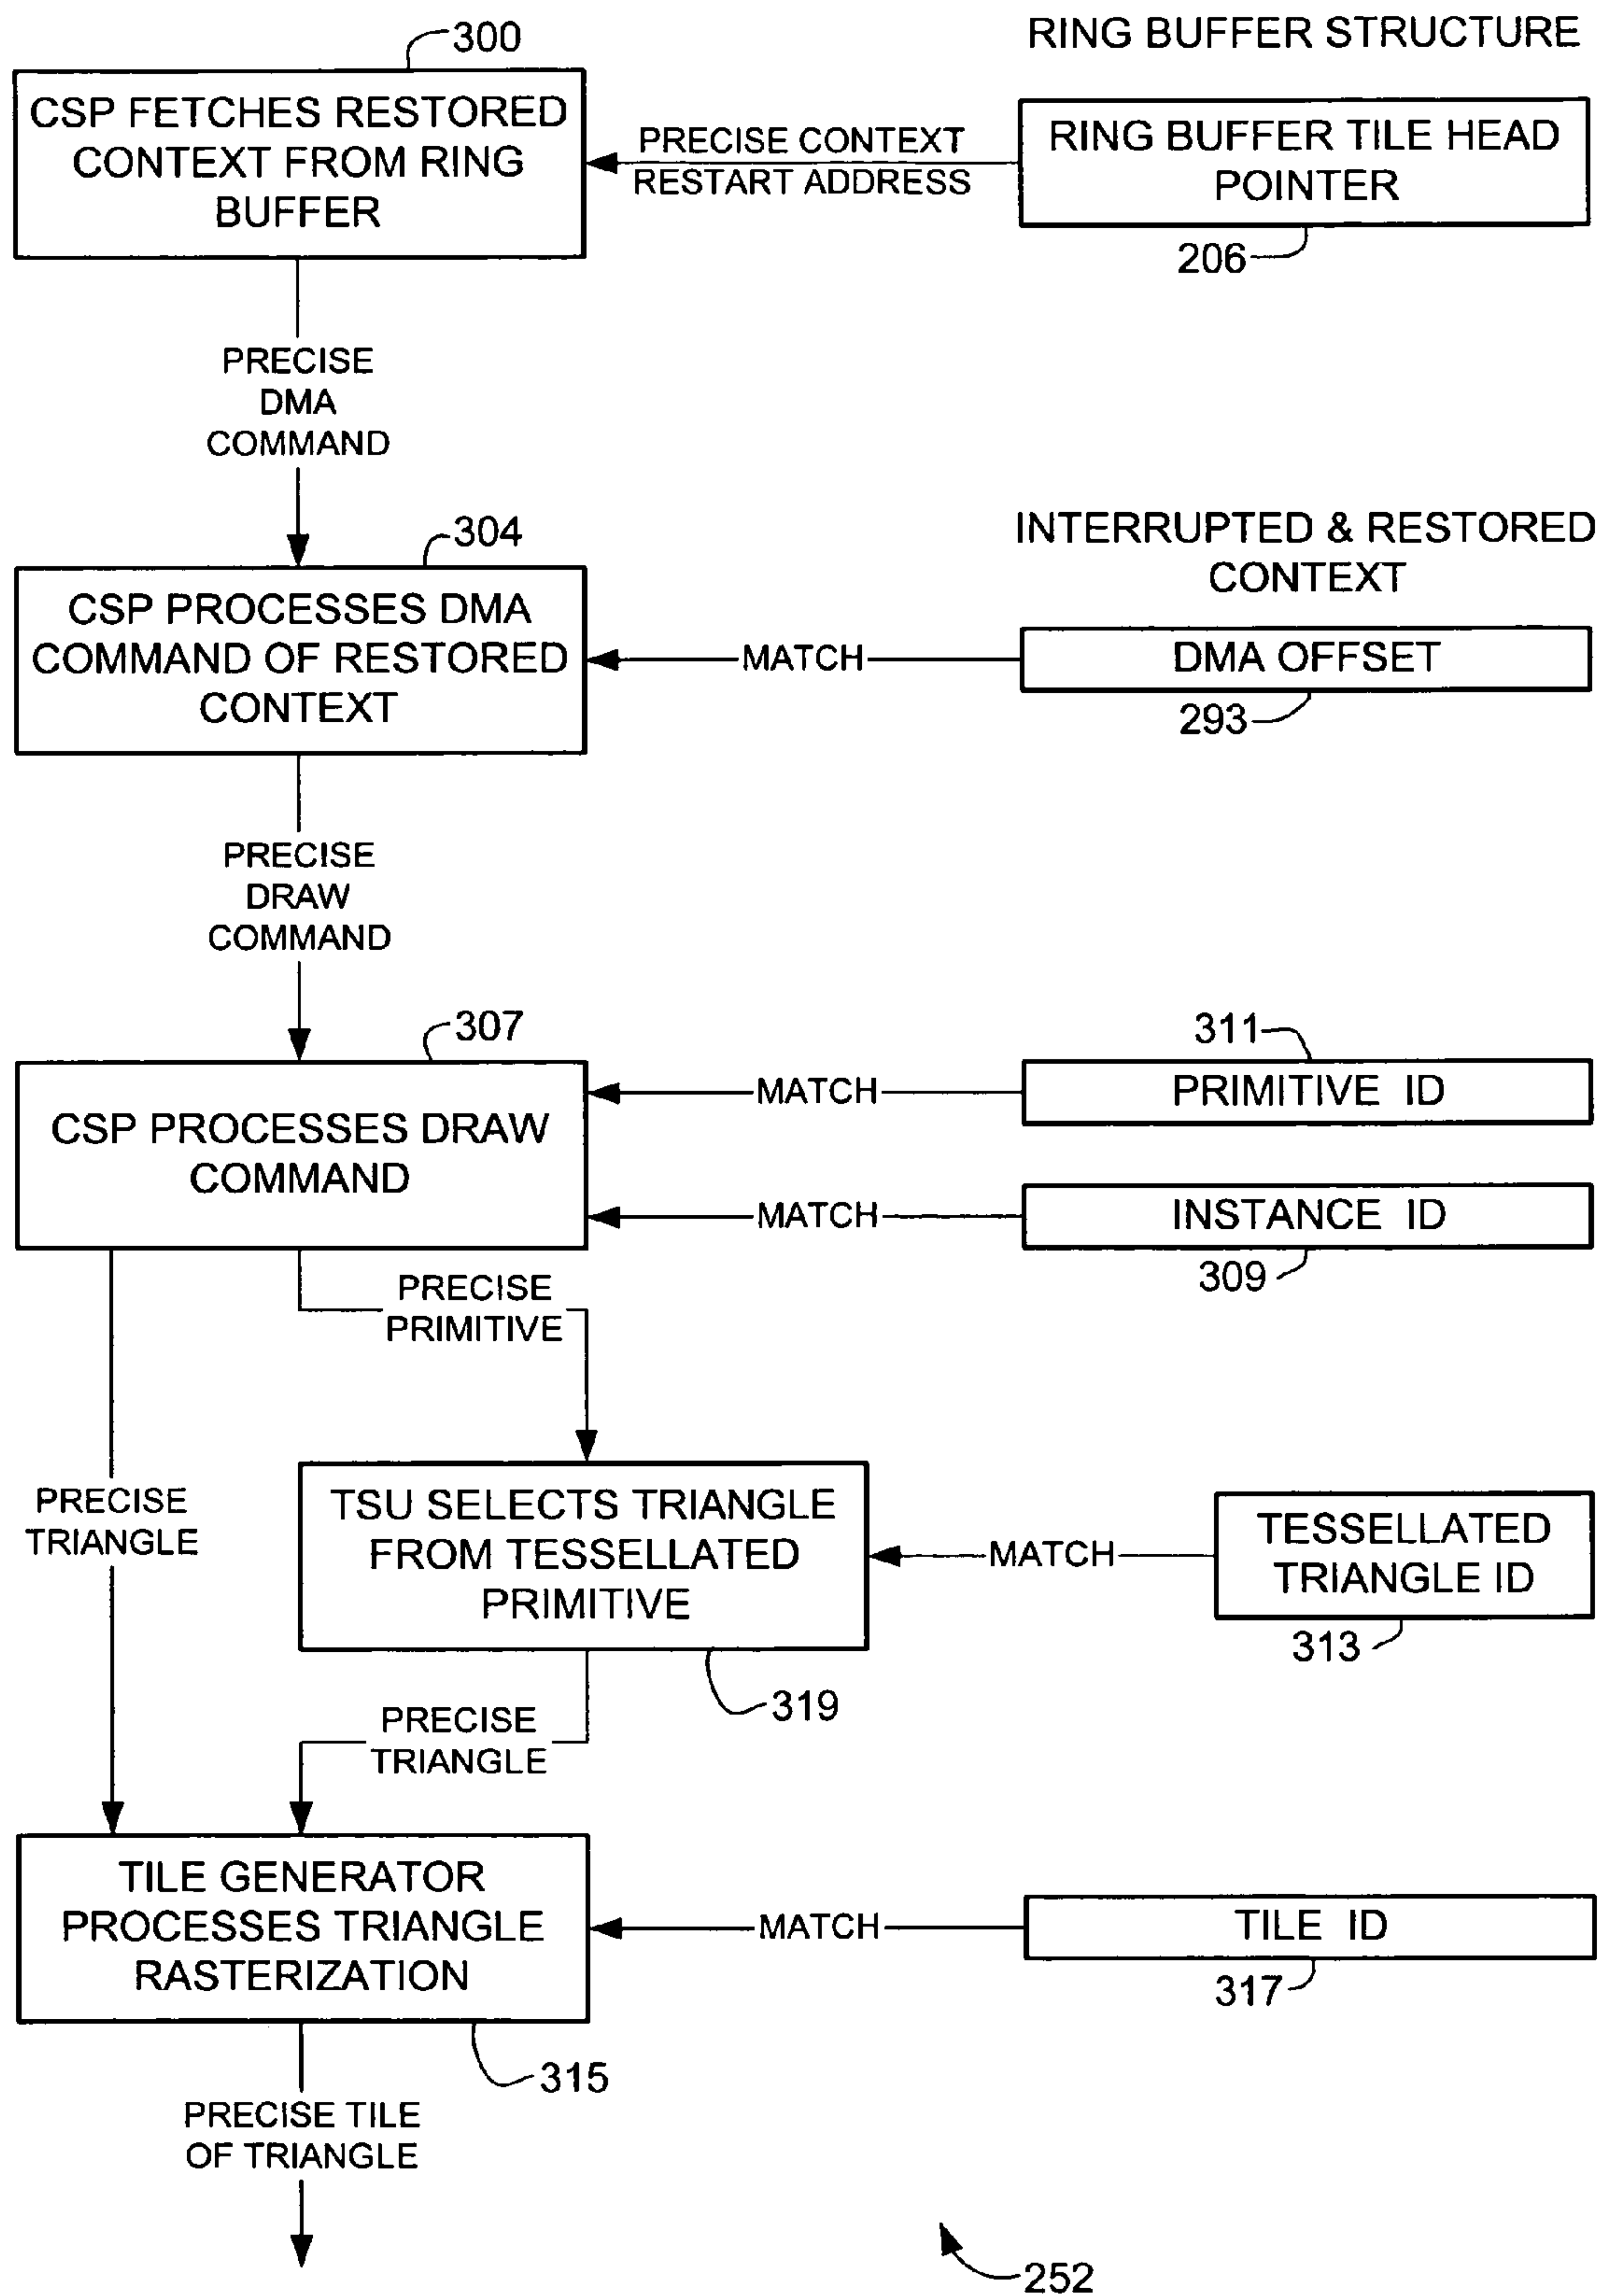 300
RING BUFFER STRUCTURE
CSP FETCHES RESTORED
CONTEXT FROM RING
BUFFER
PRECISE CONTEXT
RESTART ADDRESS
RING BUFFER TILE HEAD
POINTER
206
PRECISE
DMA
COMMAND
304
INTERRUPTED & RESTORED
CONTEXT
CSP PROCESSES DMA
COMMAND OF RESTORED
CONTEXT
MATCH
DMA OFFSET
293
PRECISE
DRAW
COMMAND
307
311
CSP PROCESSES DRAW
COMMAND
MATCH
PRIMITIVE ID
MATCH
INSTANCE ID
309
PRECISE
PRIMITIVE
PRECISE
TRIANGLE
TSU SELECTS TRIANGLE
FROM TESSELLATED
PRIMITIVE
MATCH
TESSELLATED
TRIANGLE ID
313
319
PRECISE
TRIANGLE
TILE GENERATOR
PROCESSES TRIANGLE
RASTERIZATION
MATCH
TILE ID
317
315
PRECISE TILE
OF TRIANGLE
252